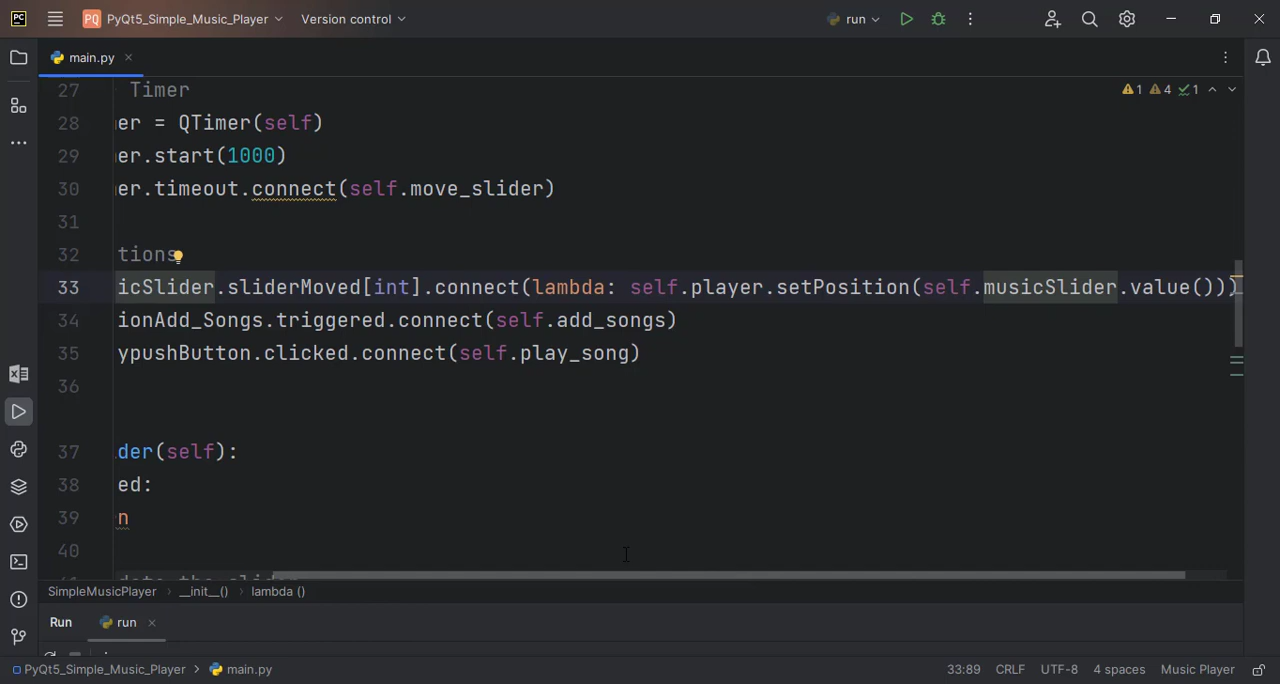 PC PQ PyQt5_Simple_Music_Player Version control run
main.py
27 Timer 1 4 1
28 er = QTimer(self)
29 er.start(1000)
30 er.timeout.connect(self.move_slider)
31
32 tions
33 icSlider.sliderMoved[int].connect(lambda: self.player.setPosition(self.musicSlider.value()))
34 ionAdd_Songs.triggered.connect(self.add_songs)
35 ypushButton.clicked.connect(self.play_song)
36
37 der(self):
38 ed:
39 n
40
SimpleMusicPlayer › __init__() › lambda ()
Run run
PyQt5_Simple_Music_Player › main.py 33:89 CRLF UTF-8 4 spaces Music Player